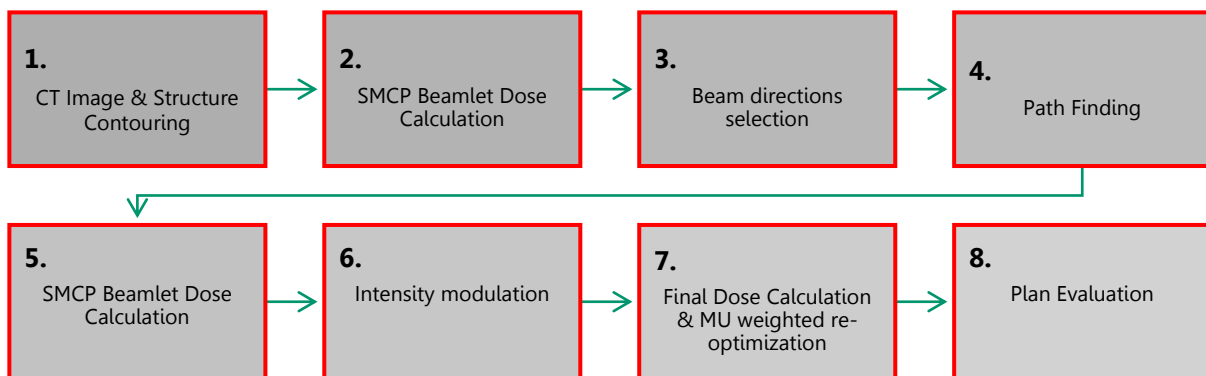 1.
CT Image & Structure
Contouring
2.
SMCP Beamlet Dose
Calculation
3.
Beam directions
selection
4.
Path Finding
5.
SMCP Beamlet Dose
Calculation
6.
Intensity modulation
7.
Final Dose Calculation
& MU weighted re-
optimization
8.
Plan Evaluation